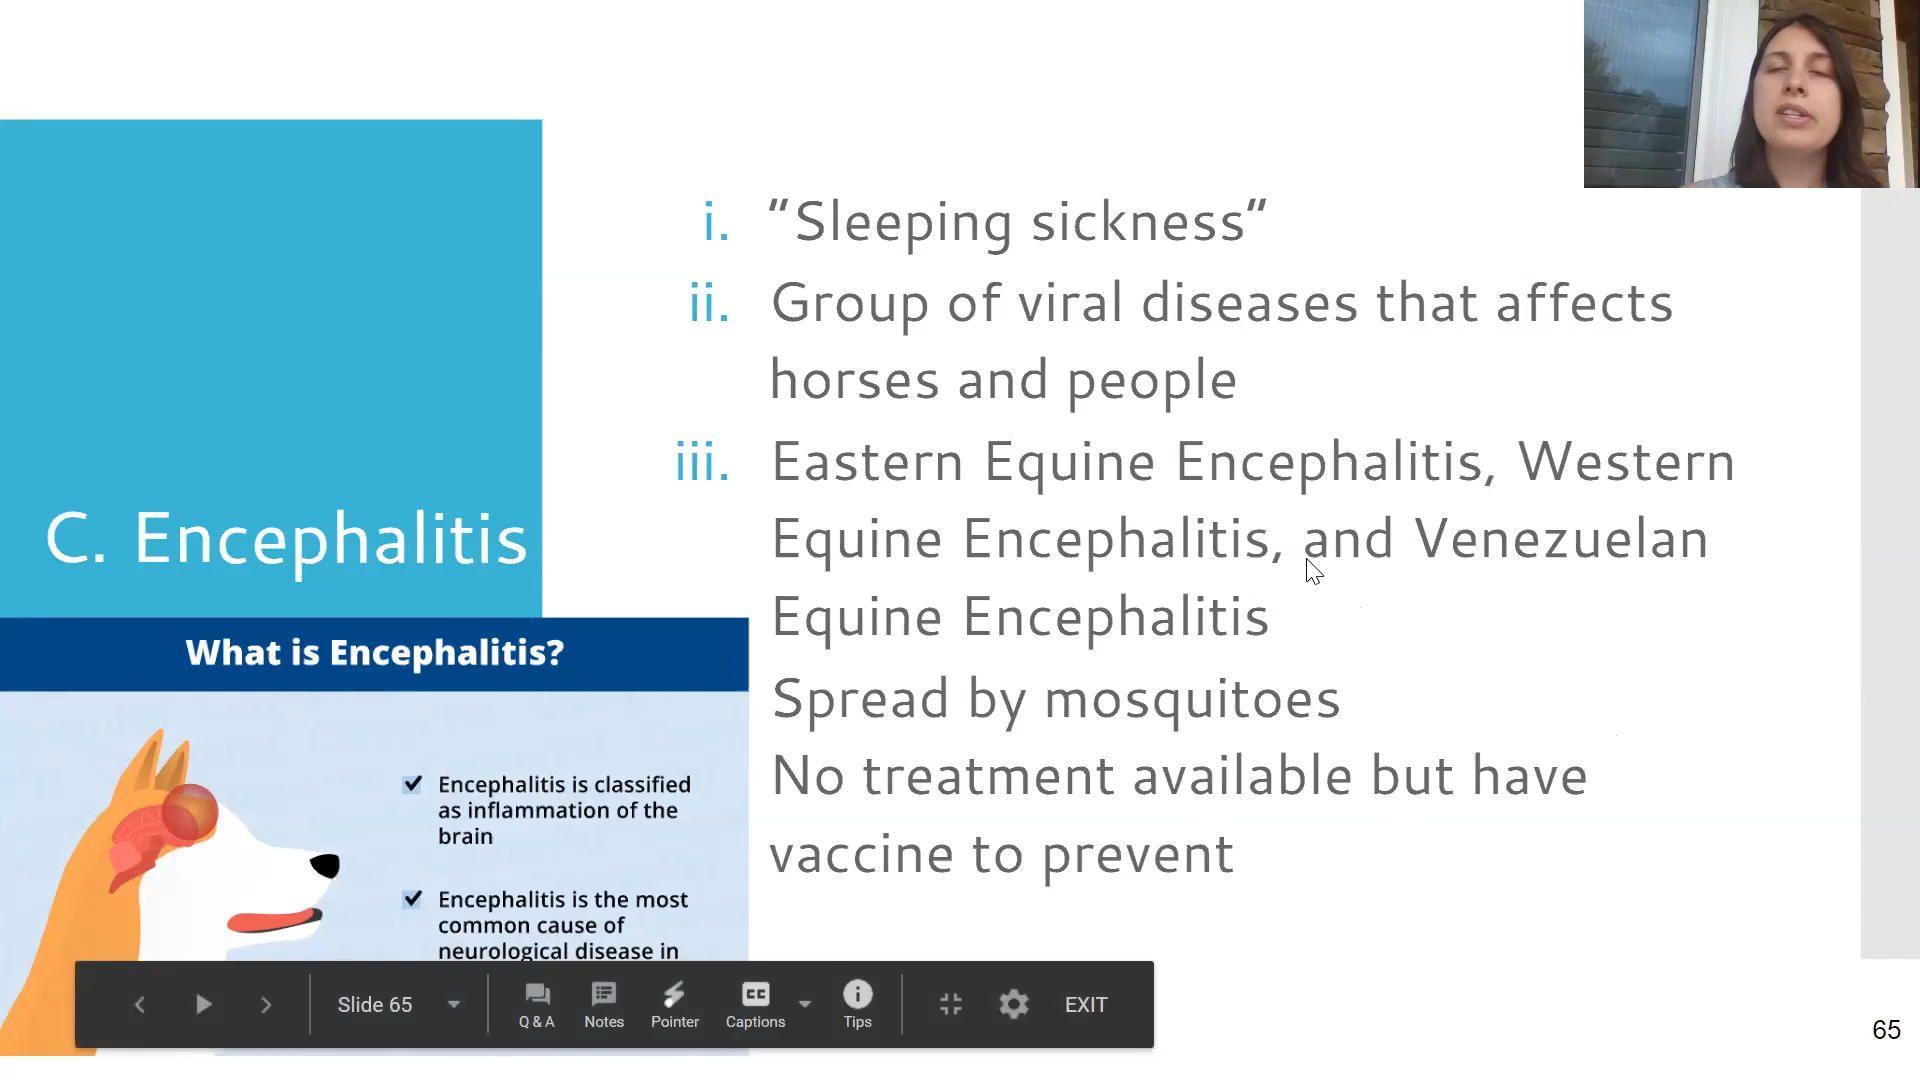 i. "Sleeping sickness"
ii. Group of viral diseases that affects
horses and people
iii. Eastern Equine Encephalitis, Western
Equine Encephalitis, and Venezuelan
Equine Encephalitis
Spread by mosquitoes
No treatment available but have
vaccine to prevent
C. Encephalitis
What is Encephalitis?
Encephalitis is classified
as inflammation of the
brain
Encephalitis is the most
common cause of
neurological disease in
Slide 65
Q & A
Notes
Pointer
CC
Captions
Tips
EXIT
65